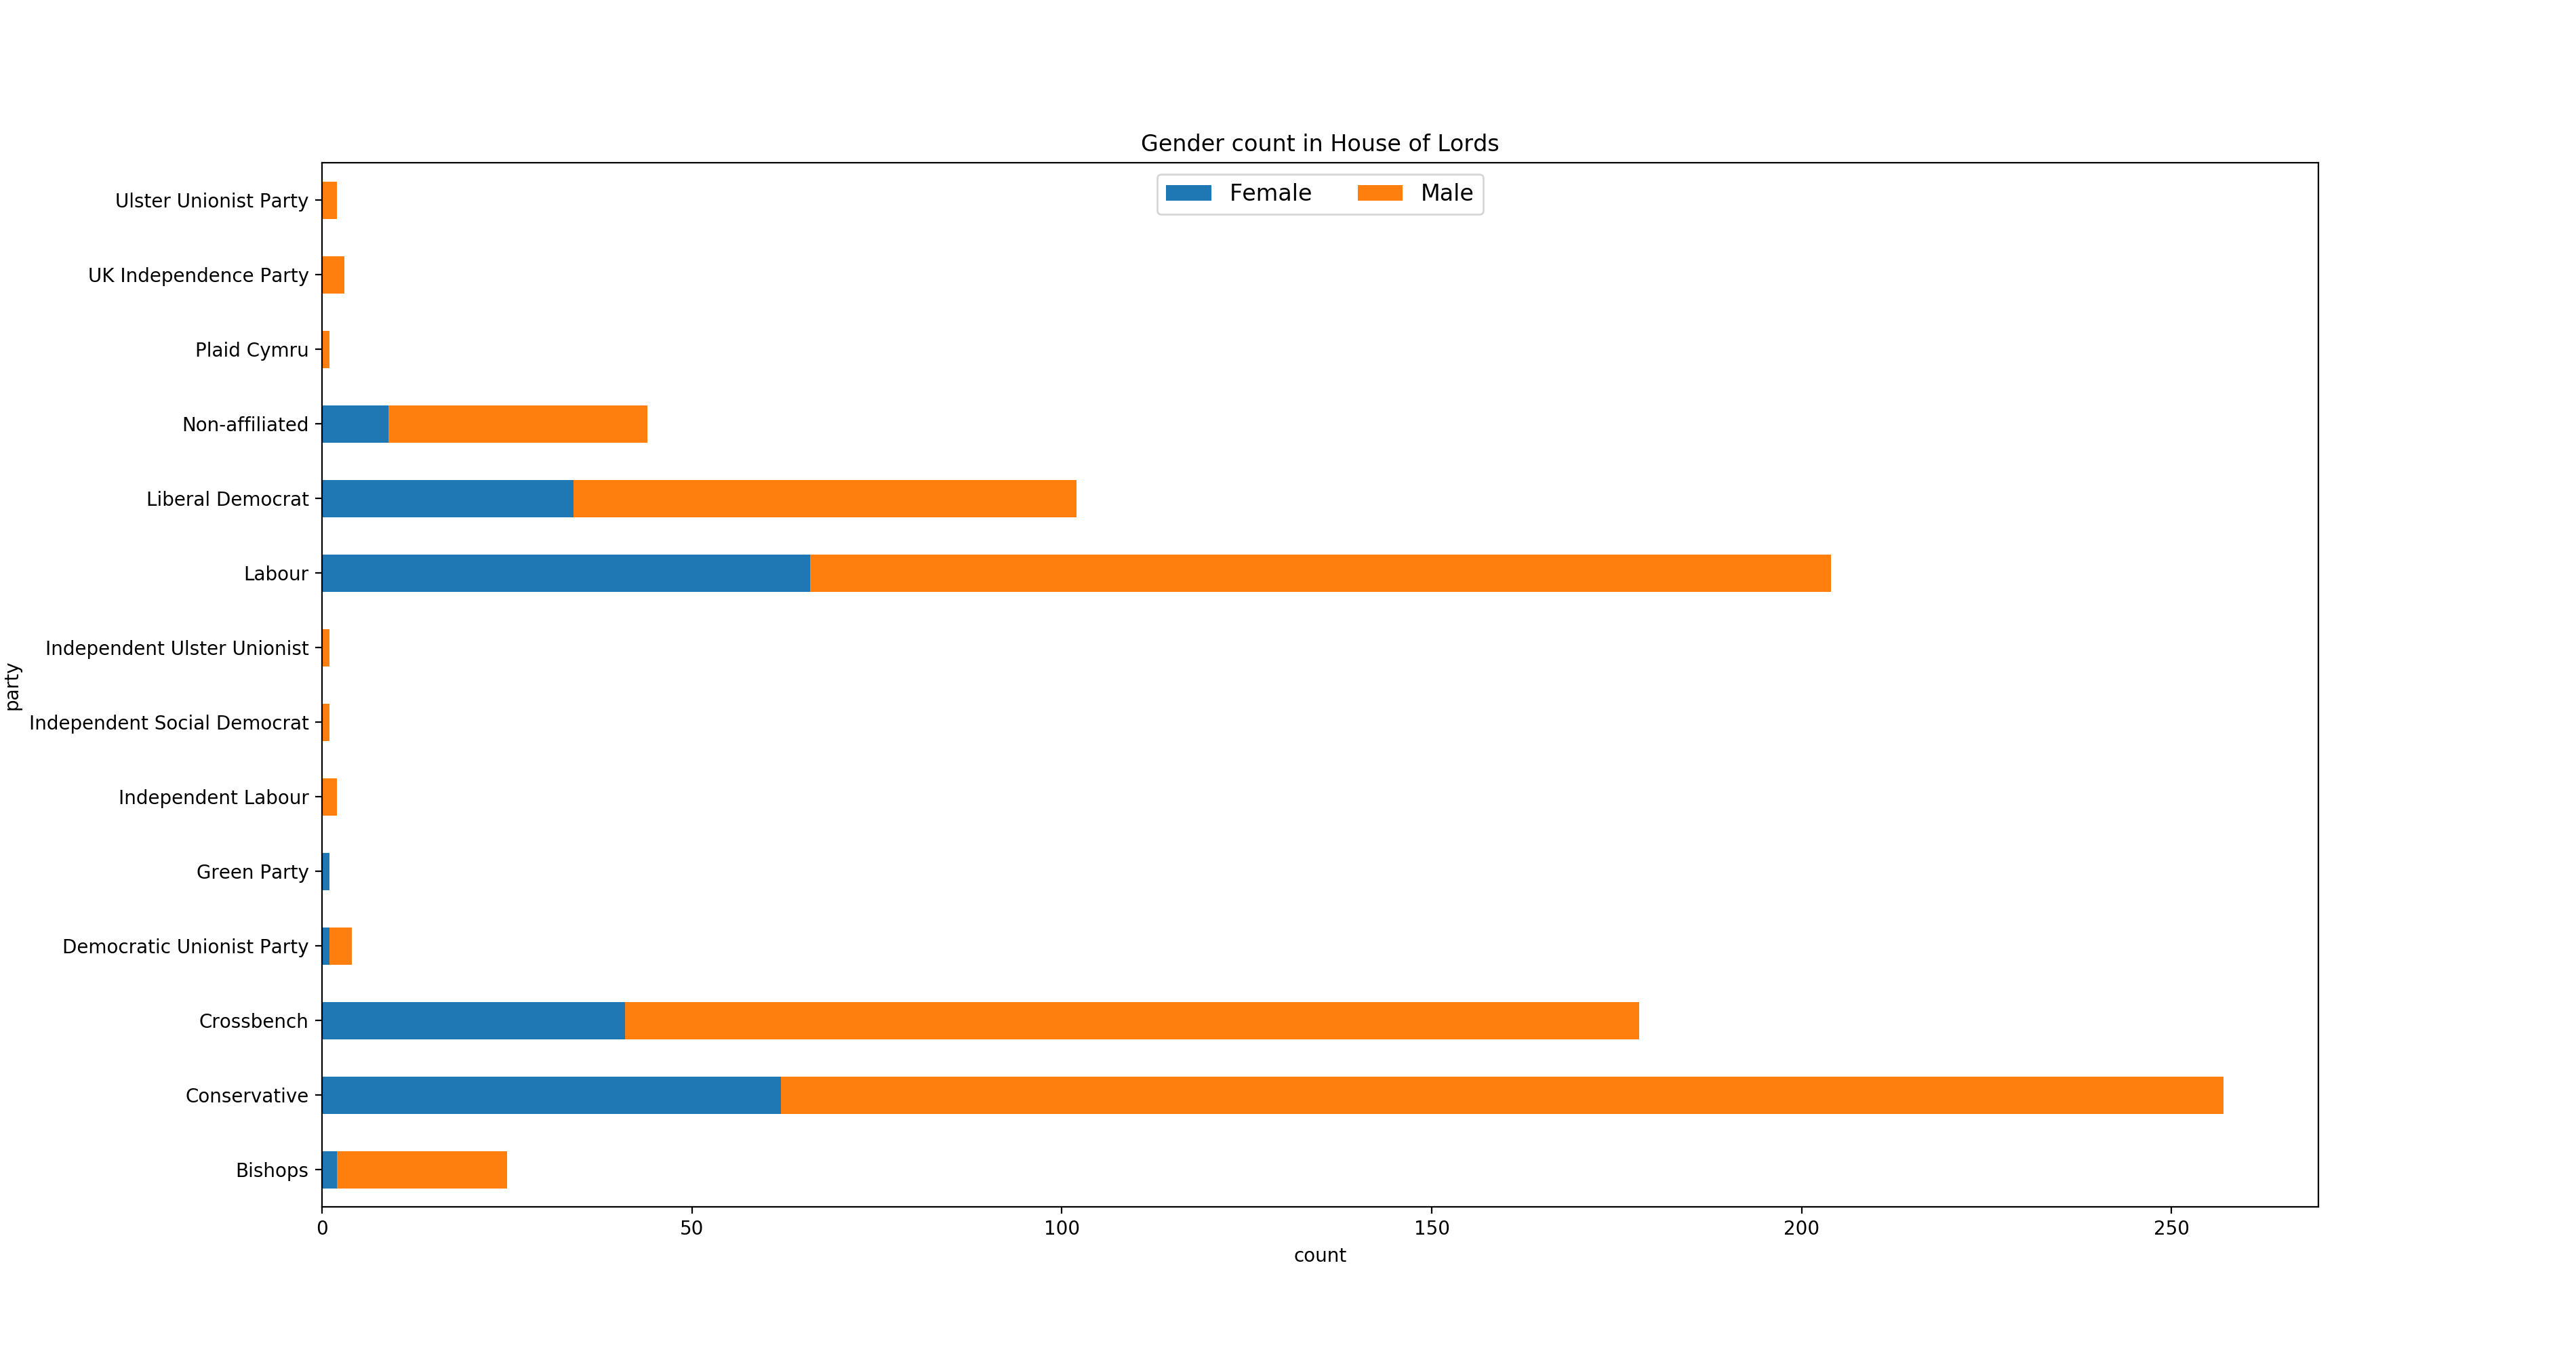 Gender count in House of Lords
Female Male
Ulster Unionist Party
UK Independence Party
Plaid Cymru
Non-affiliated
Liberal Democrat
Labour
Independent Ulster Unionist
party
Independent Social Democrat
Independent Labour
Green Party
Democratic Unionist Party
Crossbench
Conservative
Bishops
0 50 100 150 200 250
count